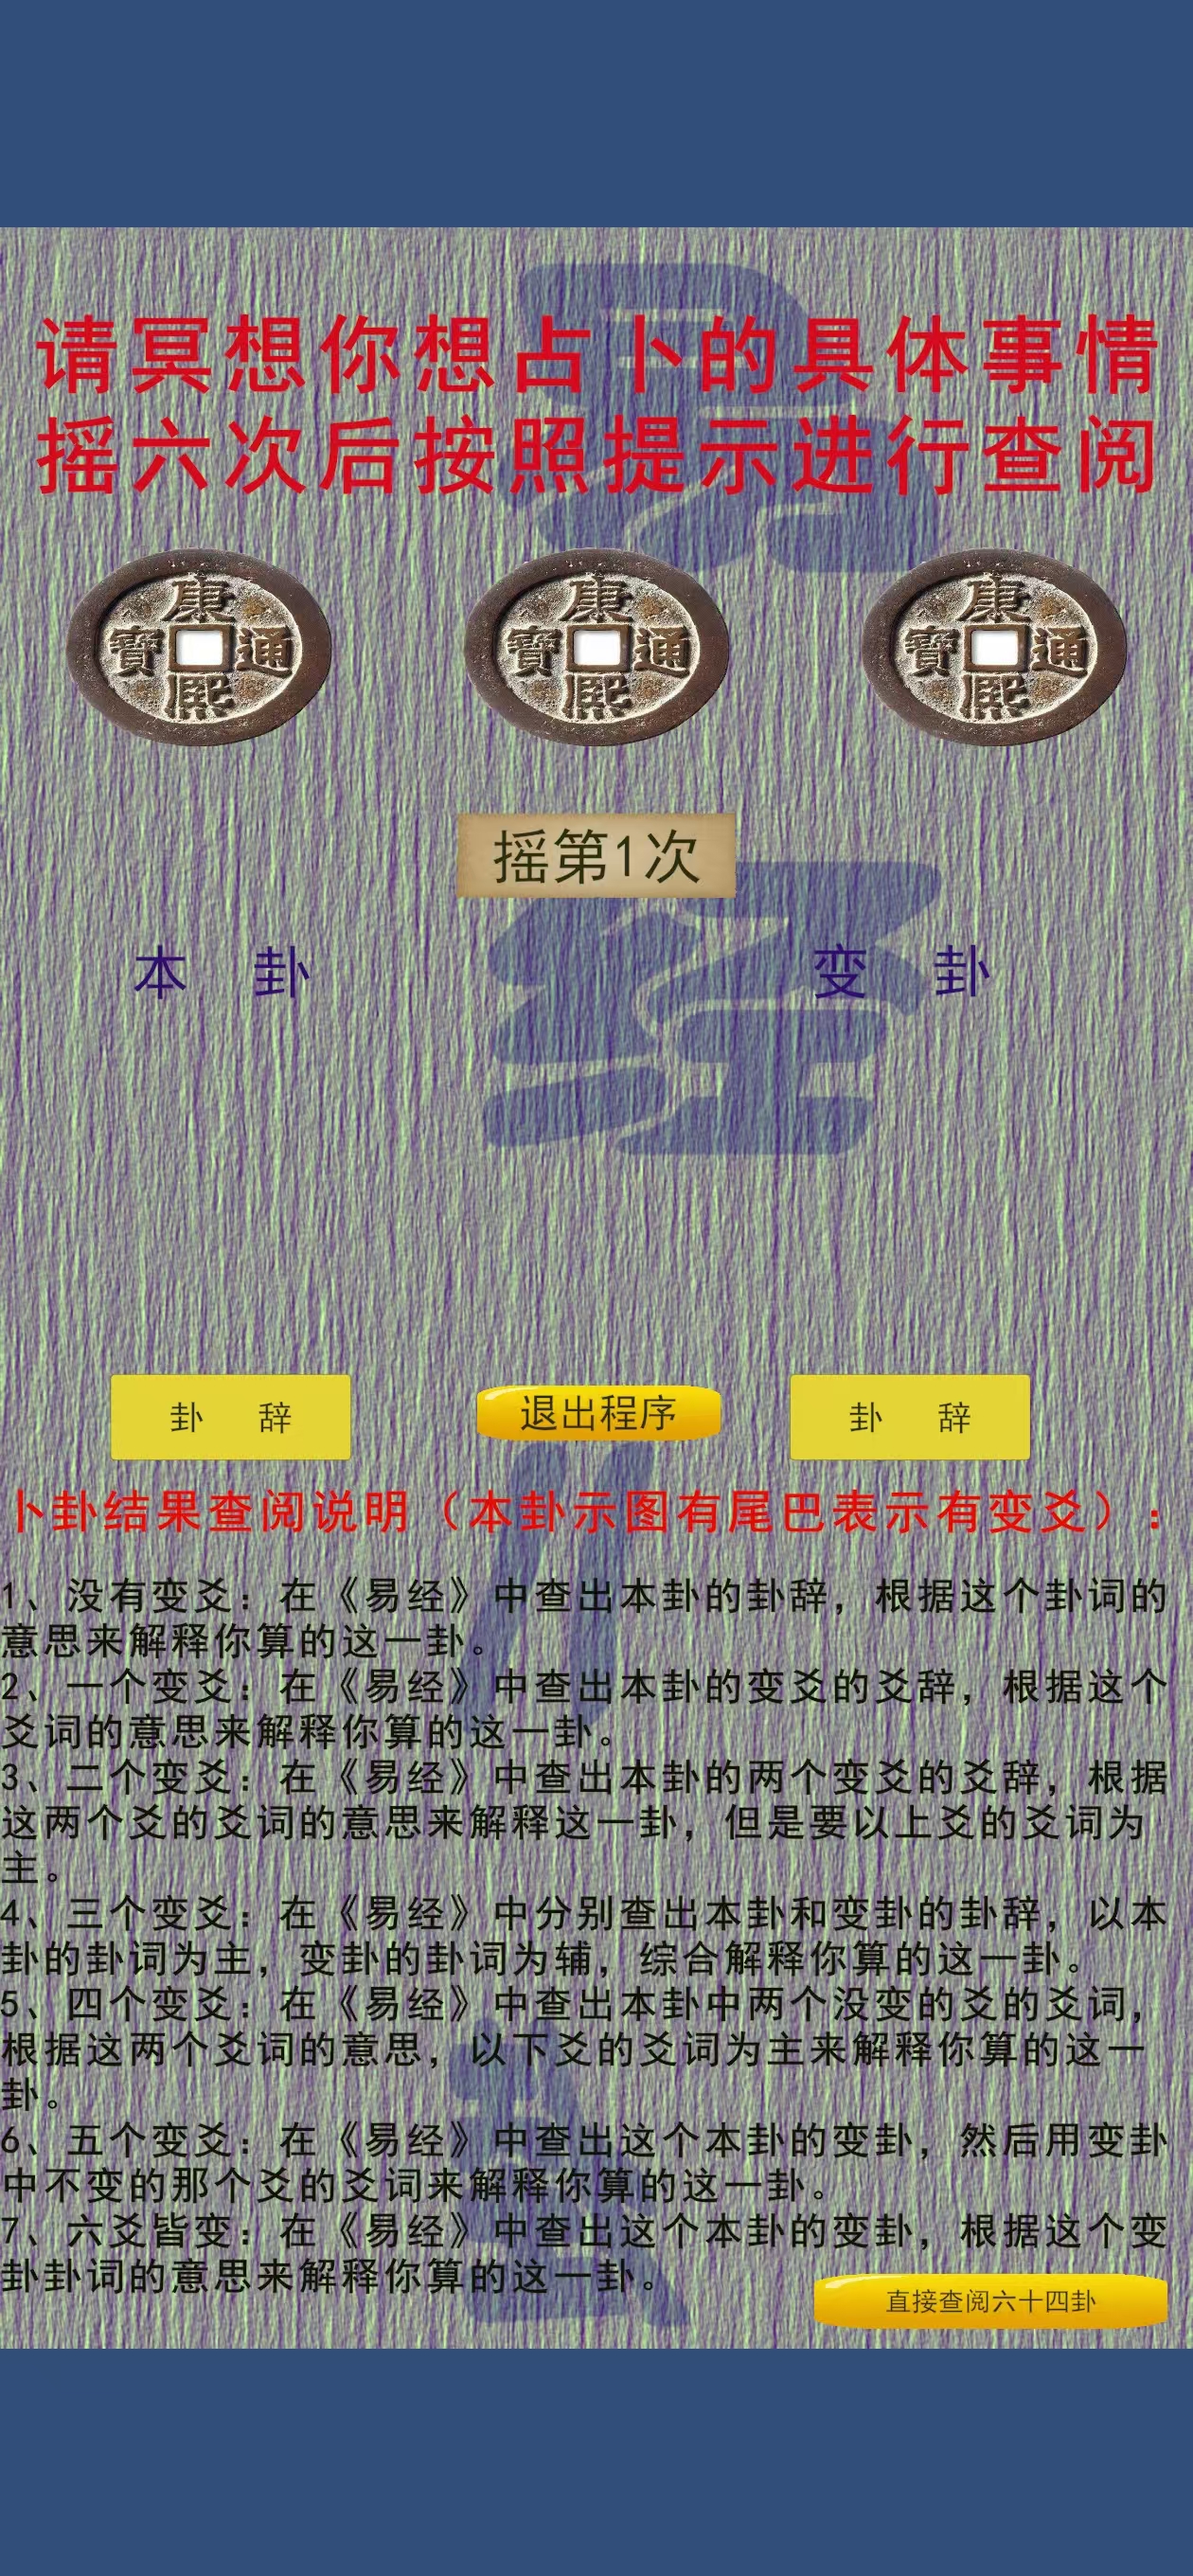 请冥想你想占卜的具体事情
摇六次后按照提示进行查阅
康熙通寶
康熙通寶
康熙通寶
摇第1次
本 卦
变 卦
卦 辞
退出程序
卦 辞
卜卦结果查阅说明（本卦示图有尾巴表示有变爻）：
1、没有变爻：在《易经》中查出本卦的卦辞，根据这个卦词的
意思来解释你算的这一卦。
2、一个变爻：在《易经》中查出本卦的变爻的爻辞，根据这个
爻词的意思来解释你算的这一卦。
3、二个变爻：在《易经》中查出本卦的两个变爻的爻辞，根据
这两个爻的爻词的意思来解释这一卦，但是要以上爻的爻词为
主。
4、三个变爻：在《易经》中分别查出本卦和变卦的卦辞，以本
卦的卦词为主，变卦的卦词为辅，综合解释你算的这一卦。
5、四个变爻：在《易经》中查出本卦中两个没变的爻的爻词，
根据这两个爻词的意思，以下爻的爻词为主来解释你算的这一
卦。
6、五个变爻：在《易经》中查出这个本卦的变卦，然后用变卦
中不变的那个爻的爻词来解释你算的这一卦。
7、六爻皆变：在《易经》中查出这个本卦的变卦，根据这个变
卦卦词的意思来解释你算的这一卦。
直接查阅六十四卦